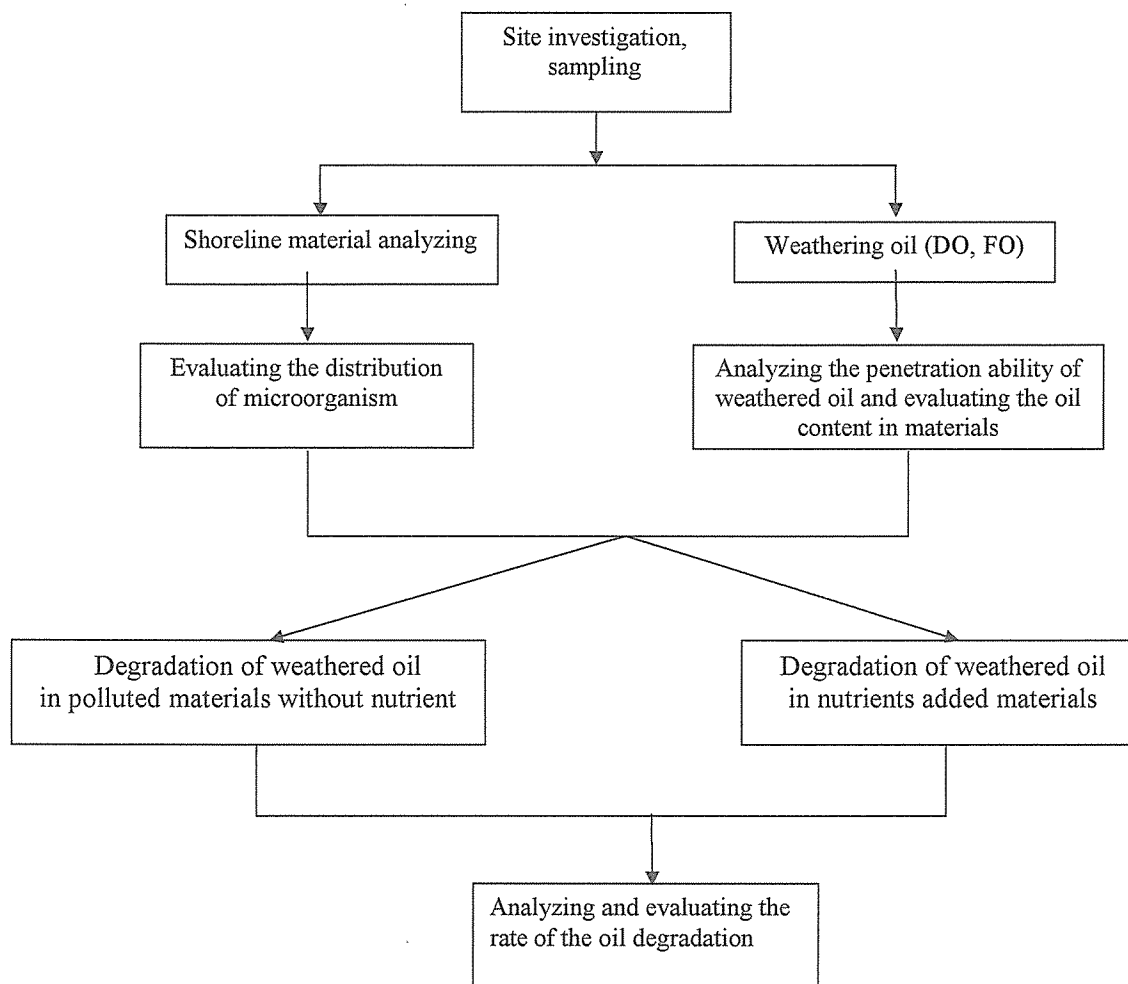 Site investigation,
sampling
Shoreline material analyzing
Weathering oil (DO, FO)
Evaluating the distribution
of microorganism
Analyzing the penetration ability of
weathered oil and evaluating the oil
content in materials
Degradation of weathered oil
in polluted materials without nutrient
Degradation of weathered oil
in nutrients added materials
Analyzing and evaluating the
rate of the oil degradation